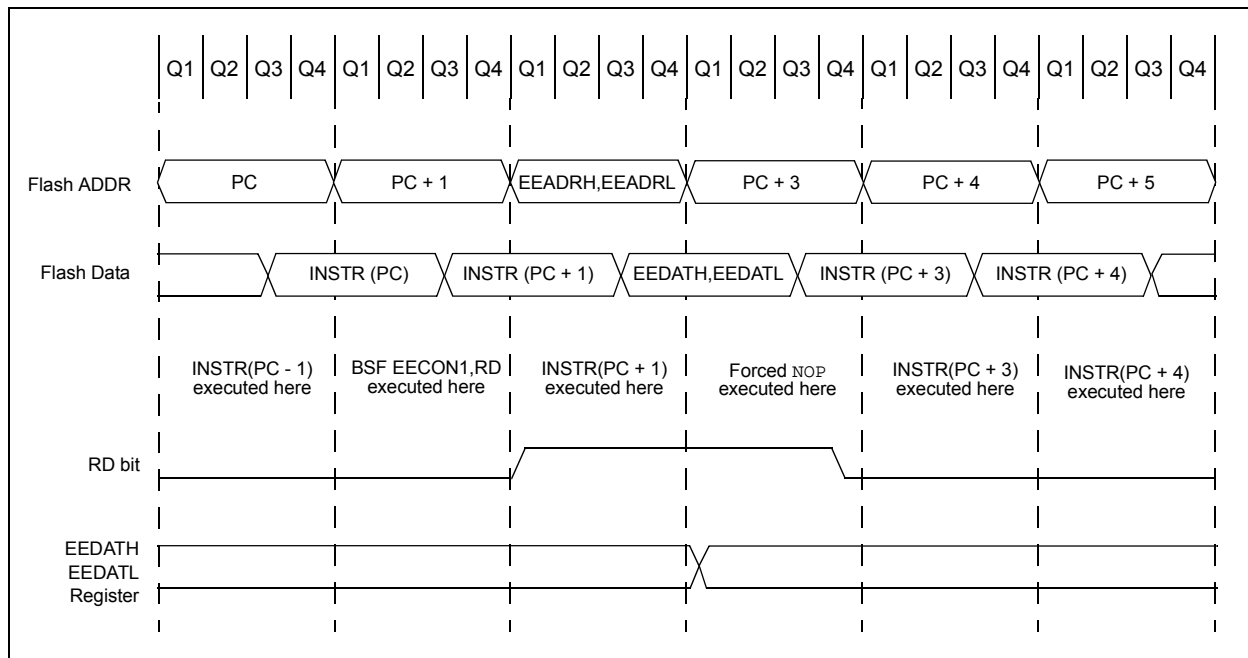 Q1 Q2 Q3 Q4 Q1 Q2 Q3 Q4 Q1 Q2 Q3 Q4 Q1 Q2 Q3 Q4 Q1 Q2 Q3 Q4 Q1 Q2 Q3 Q4
Flash ADDR PC PC + 1 EEADRH,EEADRL PC + 3 PC + 4 PC + 5
Flash Data INSTR (PC) INSTR (PC + 1) EEDATH,EEDATL INSTR (PC + 3) INSTR (PC + 4)
INSTR(PC - 1)
executed here
BSF EECON1,RD
executed here
INSTR(PC + 1)
executed here
Forced NOP
executed here
INSTR(PC + 3)
executed here
INSTR(PC + 4)
executed here
RD bit
EEDATH
EEDATL
Register